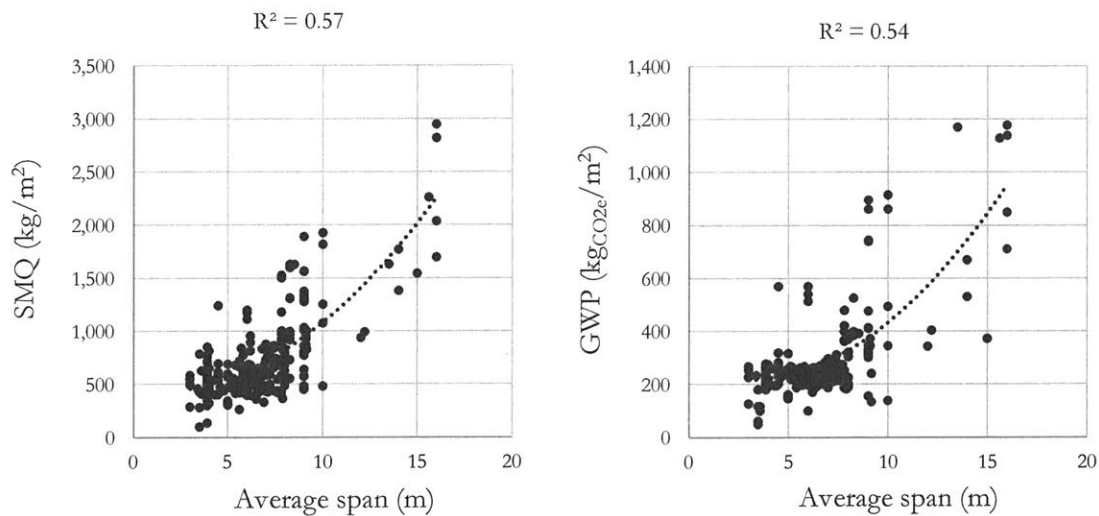 R² = 0.57
SMQ (kg/m²)
3,500
3,000
2,500
2,000
1,500
1,000
500
0
0 5 10 15 20
Average span (m)
R² = 0.54
GWP (kgCO2e/m²)
1,400
1,200
1,000
800
600
400
200
0
0 5 10 15 20
Average span (m)